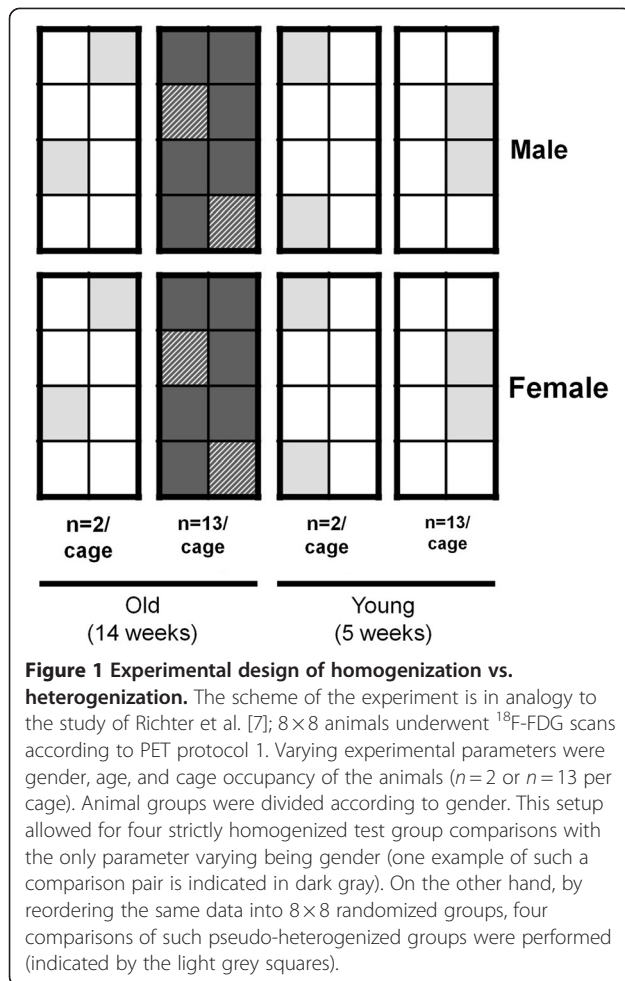 Male
Female
n=2/ cage
n=13/ cage
n=2/ cage
n=13/ cage
Old (14 weeks)
Young (5 weeks)
Figure 1 Experimental design of homogenization vs.
heterogenization. The scheme of the experiment is in analogy to
the study of Richter et al. [7]; 8 × 8 animals underwent ¹⁸F-FDG scans
according to PET protocol 1. Varying experimental parameters were
gender, age, and cage occupancy of the animals (n = 2 or n = 13 per
cage). Animal groups were divided according to gender. This setup
allowed for four strictly homogenized test group comparisons with
the only parameter varying being gender (one example of such a
comparison pair is indicated in dark gray). On the other hand, by
reordering the same data into 8 × 8 randomized groups, four
comparisons of such pseudo-heterogenized groups were performed
(indicated by the light grey squares).